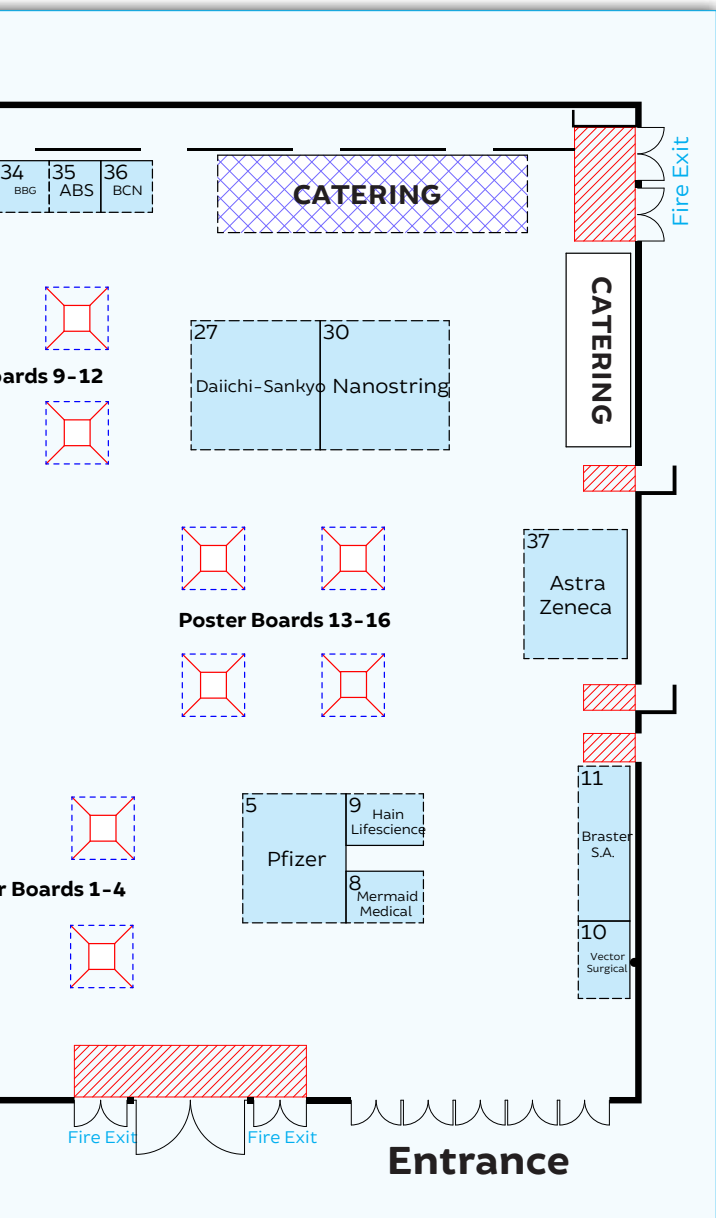 34
BBG
35
ABS
36
BCN
CATERING
Fire Exit
CATERING
27
Daiichi-Sankyo
30
Nanostring
ards 9-12
37
Astra
Zeneca
Poster Boards 13-16
5
Pfizer
9
Hain
Lifescience
8
Mermaid
Medical
11
Braster
S.A.
10
Vector
Surgical
r Boards 1-4
Fire Exit
Fire Exit
Entrance